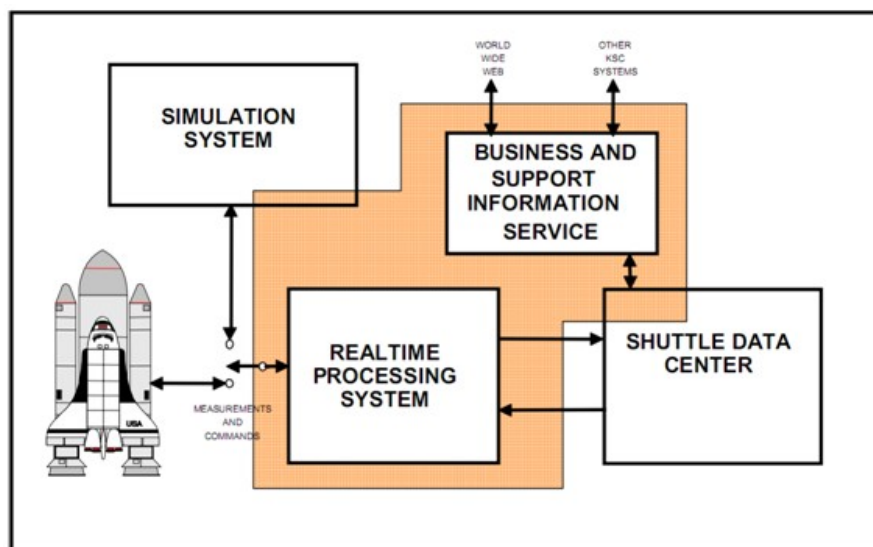 WORLD
WIDE
WEB
OTHER
KSC
SYSTEMS
SIMULATION
SYSTEM
BUSINESS AND
SUPPORT
INFORMATION
SERVICE
REALTIME
PROCESSING
SYSTEM
SHUTTLE DATA
CENTER
MEASUREMENTS
AND
COMMANDS
USA